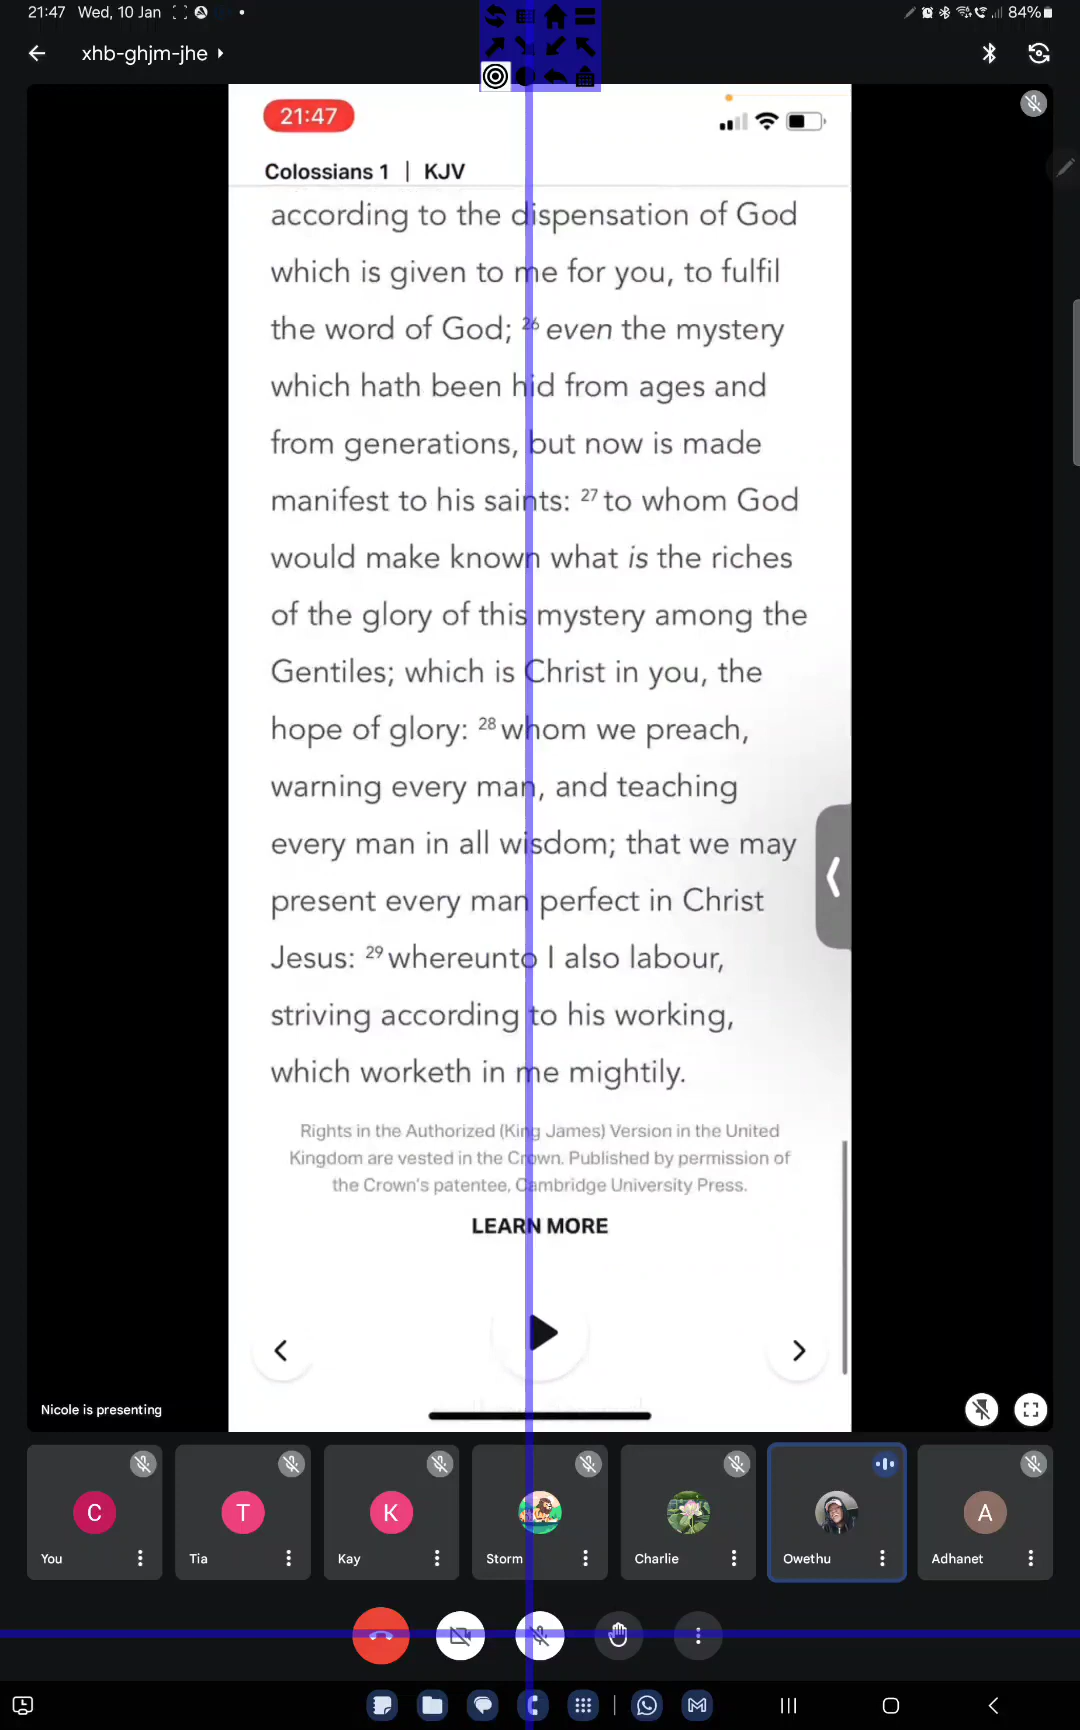 21:47 Wed, 10 Jan 84%
xhb-ghjm-jhe
21:47
Colossians 1 | KJV
according to the dispensation of God
which is given to me for you, to fulfil
the word of God; 26 even the mystery
which hath been hid from ages and
from generations, but now is made
manifest to his saints: 27 to whom God
would make known what is the riches
of the glory of this mystery among the
Gentiles; which is Christ in you, the
hope of glory: 28 whom we preach,
warning every man, and teaching
every man in all wisdom; that we may
present every man perfect in Christ
Jesus: 29 whereunto I also labour,
striving according to his working,
which worketh in me mightily.
Rights in the Authorized (King James) Version in the United
Kingdom are vested in the Crown. Published by permission of
the Crown's patentee, Cambridge University Press.
LEARN MORE
Nicole is presenting
C T K A
You Tia Kay Storm Charlie Owethu Adhanet